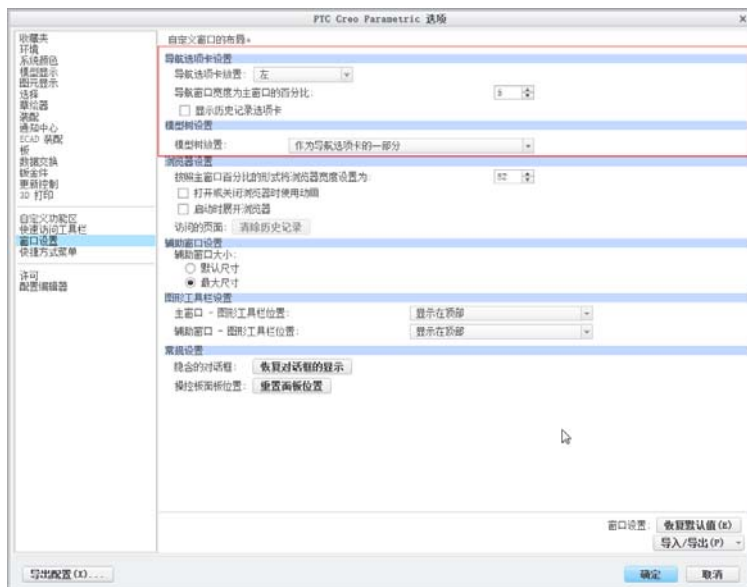 PTC Creo Parametric 选项
收藏夹
环境
系统颜色
模型显示
图元显示
选择
草绘器
装配
通知中心
ECAD 装配
板
数据交换
钣金件
更新控制
3D 打印
自定义功能区
快速访问工具栏
窗口设置
快捷方式菜单
许可
配置编辑器
自定义窗口的布局。
导航选项卡设置
导航选项卡放置： 左
导航窗口宽度为主窗口的百分比：
显示历史记录选项卡
模型树设置
模型树放置： 作为导航选项卡的一部分
浏览器设置
按照主窗口百分比的形式将浏览器宽度设置为：
打开或关闭浏览器时使用动画
启动时展开浏览器
访问的页面： 清除历史记录
辅助窗口设置
辅助窗口大小：
默认尺寸
最大尺寸
图形工具栏设置
主窗口 - 图形工具栏位置： 显示在顶部
辅助窗口 - 图形工具栏位置： 显示在顶部
常规设置
隐含的对话框： 恢复对话框的显示
操控板面板位置： 重置面板位置
窗口设置： 恢复默认值(E)
导入/导出(P)
导出配置(X)...
确定 取消